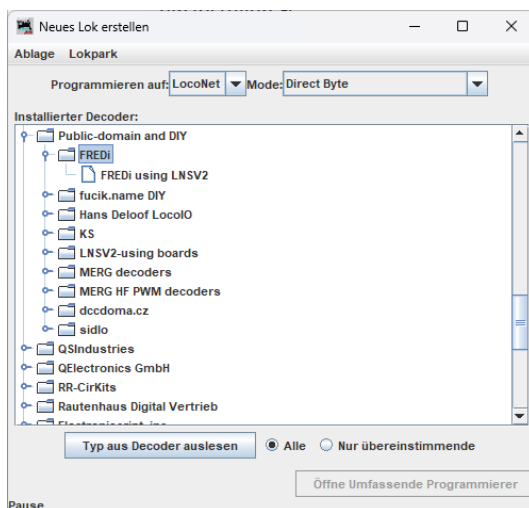 Neues Lok erstellen
Ablage Lokpark
Programmieren auf: LocoNet Mode: Direct Byte
Installierter Decoder:
Public-domain and DIY
FREDi
FREDi using LNSV2
fucik.name DIY
Hans Deloof LocoIO
KS
LNSV2-using boards
MERG decoders
MERG HF PWM decoders
dccdoma.cz
sidlo
QSIndustries
QElectronics GmbH
RR-CirKits
Rautenhaus Digital Vertrieb
Typ aus Decoder auslesen Alle Nur übereinstimmende
Öffne Umfassende Programmierer
Pause